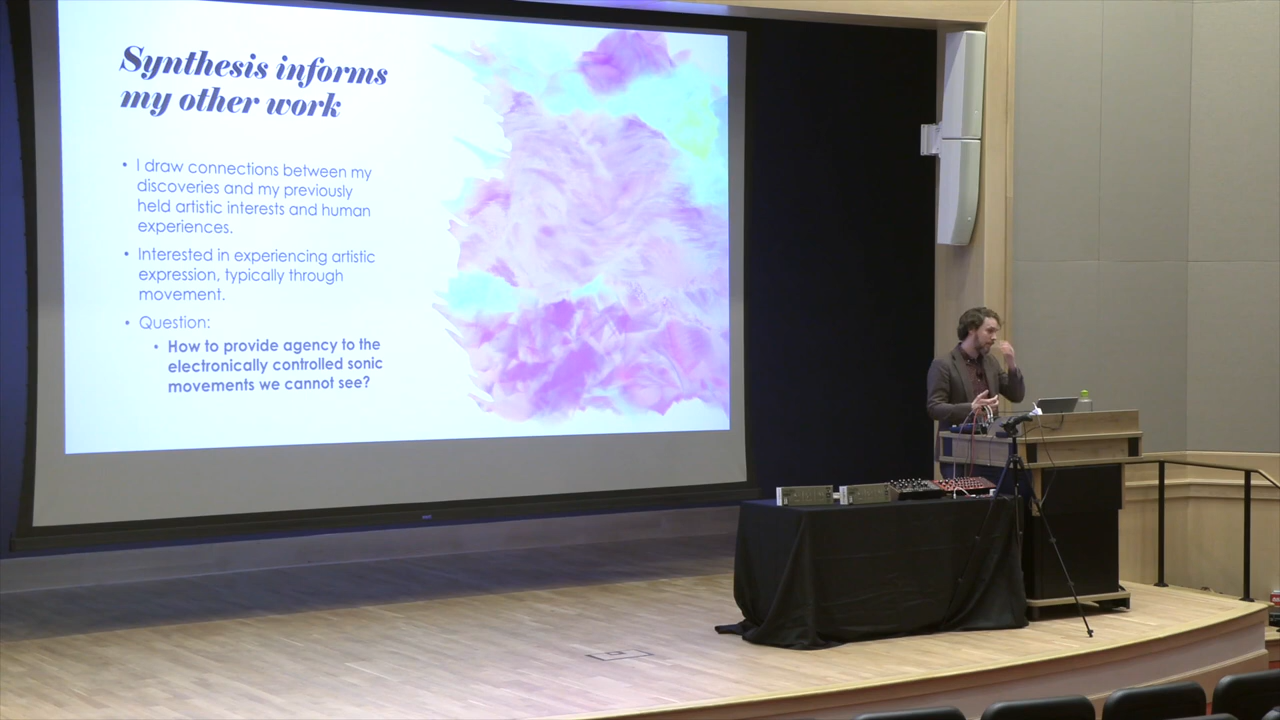 Synthesis informs
my other work
• I draw connections between my
discoveries and my previously
held artistic interests and human
experiences.
• Interested in experiencing artistic
expression, typically through
movement.
• Question:
• How to provide agency to the
electronically controlled sonic
movements we cannot see?